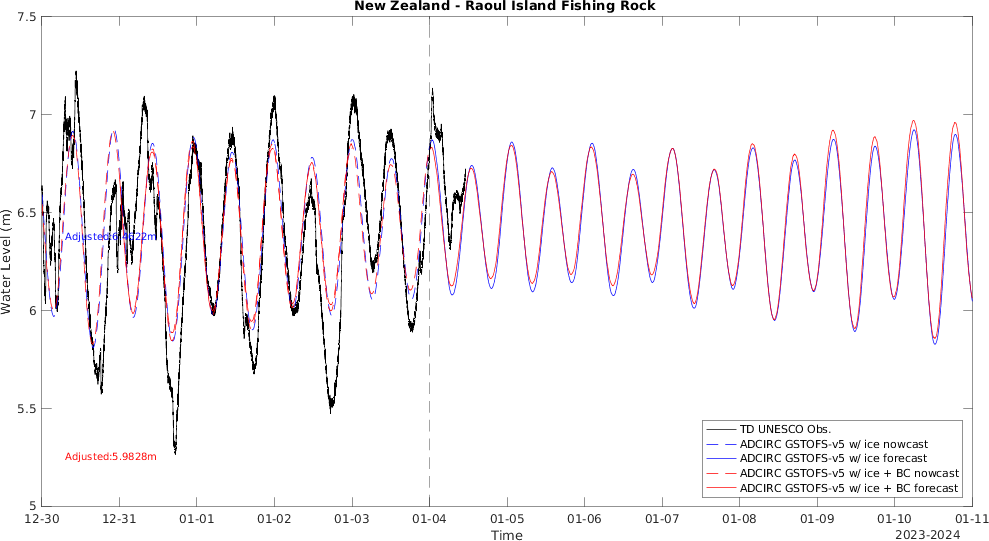 New Zealand - Raoul Island Fishing Rock
Water Level (m)
7.5
7
6.5
6
5.5
5
Adjusted:5.9828m
TD UNESCO Obs.
ADCIRC GSTOFS-v5 w/ ice nowcast
ADCIRC GSTOFS-v5 w/ ice forecast
ADCIRC GSTOFS-v5 w/ ice + BC nowcast
ADCIRC GSTOFS-v5 w/ ice + BC forecast
12-30 12-31 01-01 01-02 01-03 01-04 01-05 01-06 01-07 01-08 01-09 01-10 01-11
Time
2023-2024